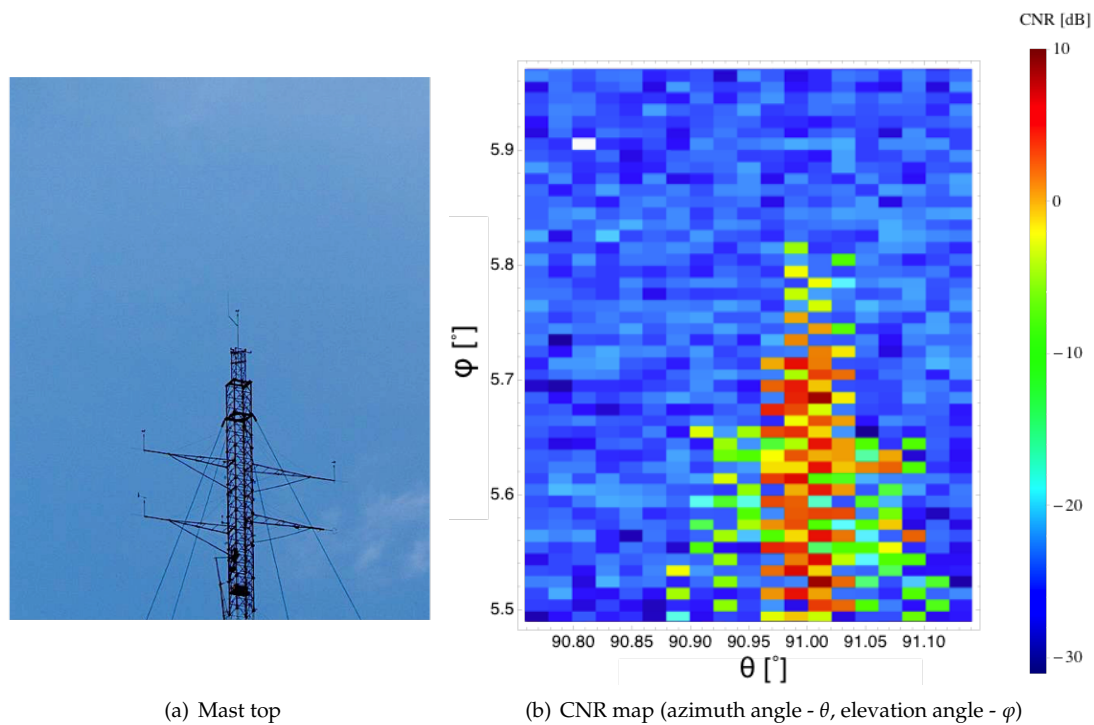 CNR [dB]
10
0
−10
−20
−30
5.9
5.8
5.7
5.6
5.5
φ [°]
90.80 90.85 90.90 90.95 91.00 91.05 91.10
θ [°]
(a) Mast top
(b) CNR map (azimuth angle - θ, elevation angle - φ)